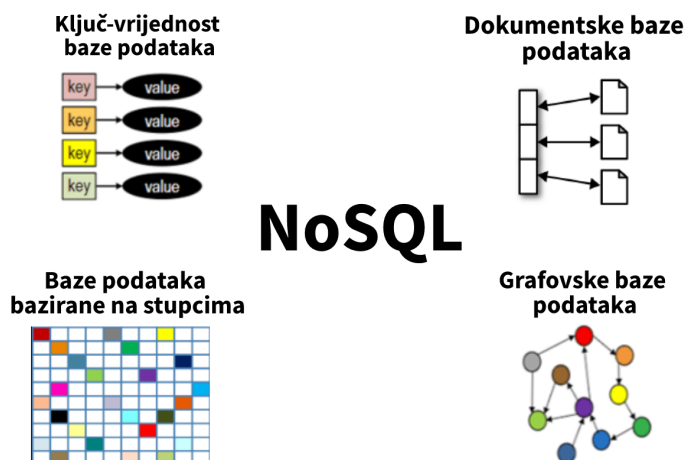 Ključ-vrijednost
baze podataka
key value
key value
key value
key value
Dokumentske baze
podataka
NoSQL
Baze podataka
bazirane na stupcima
Grafovske baze
podataka